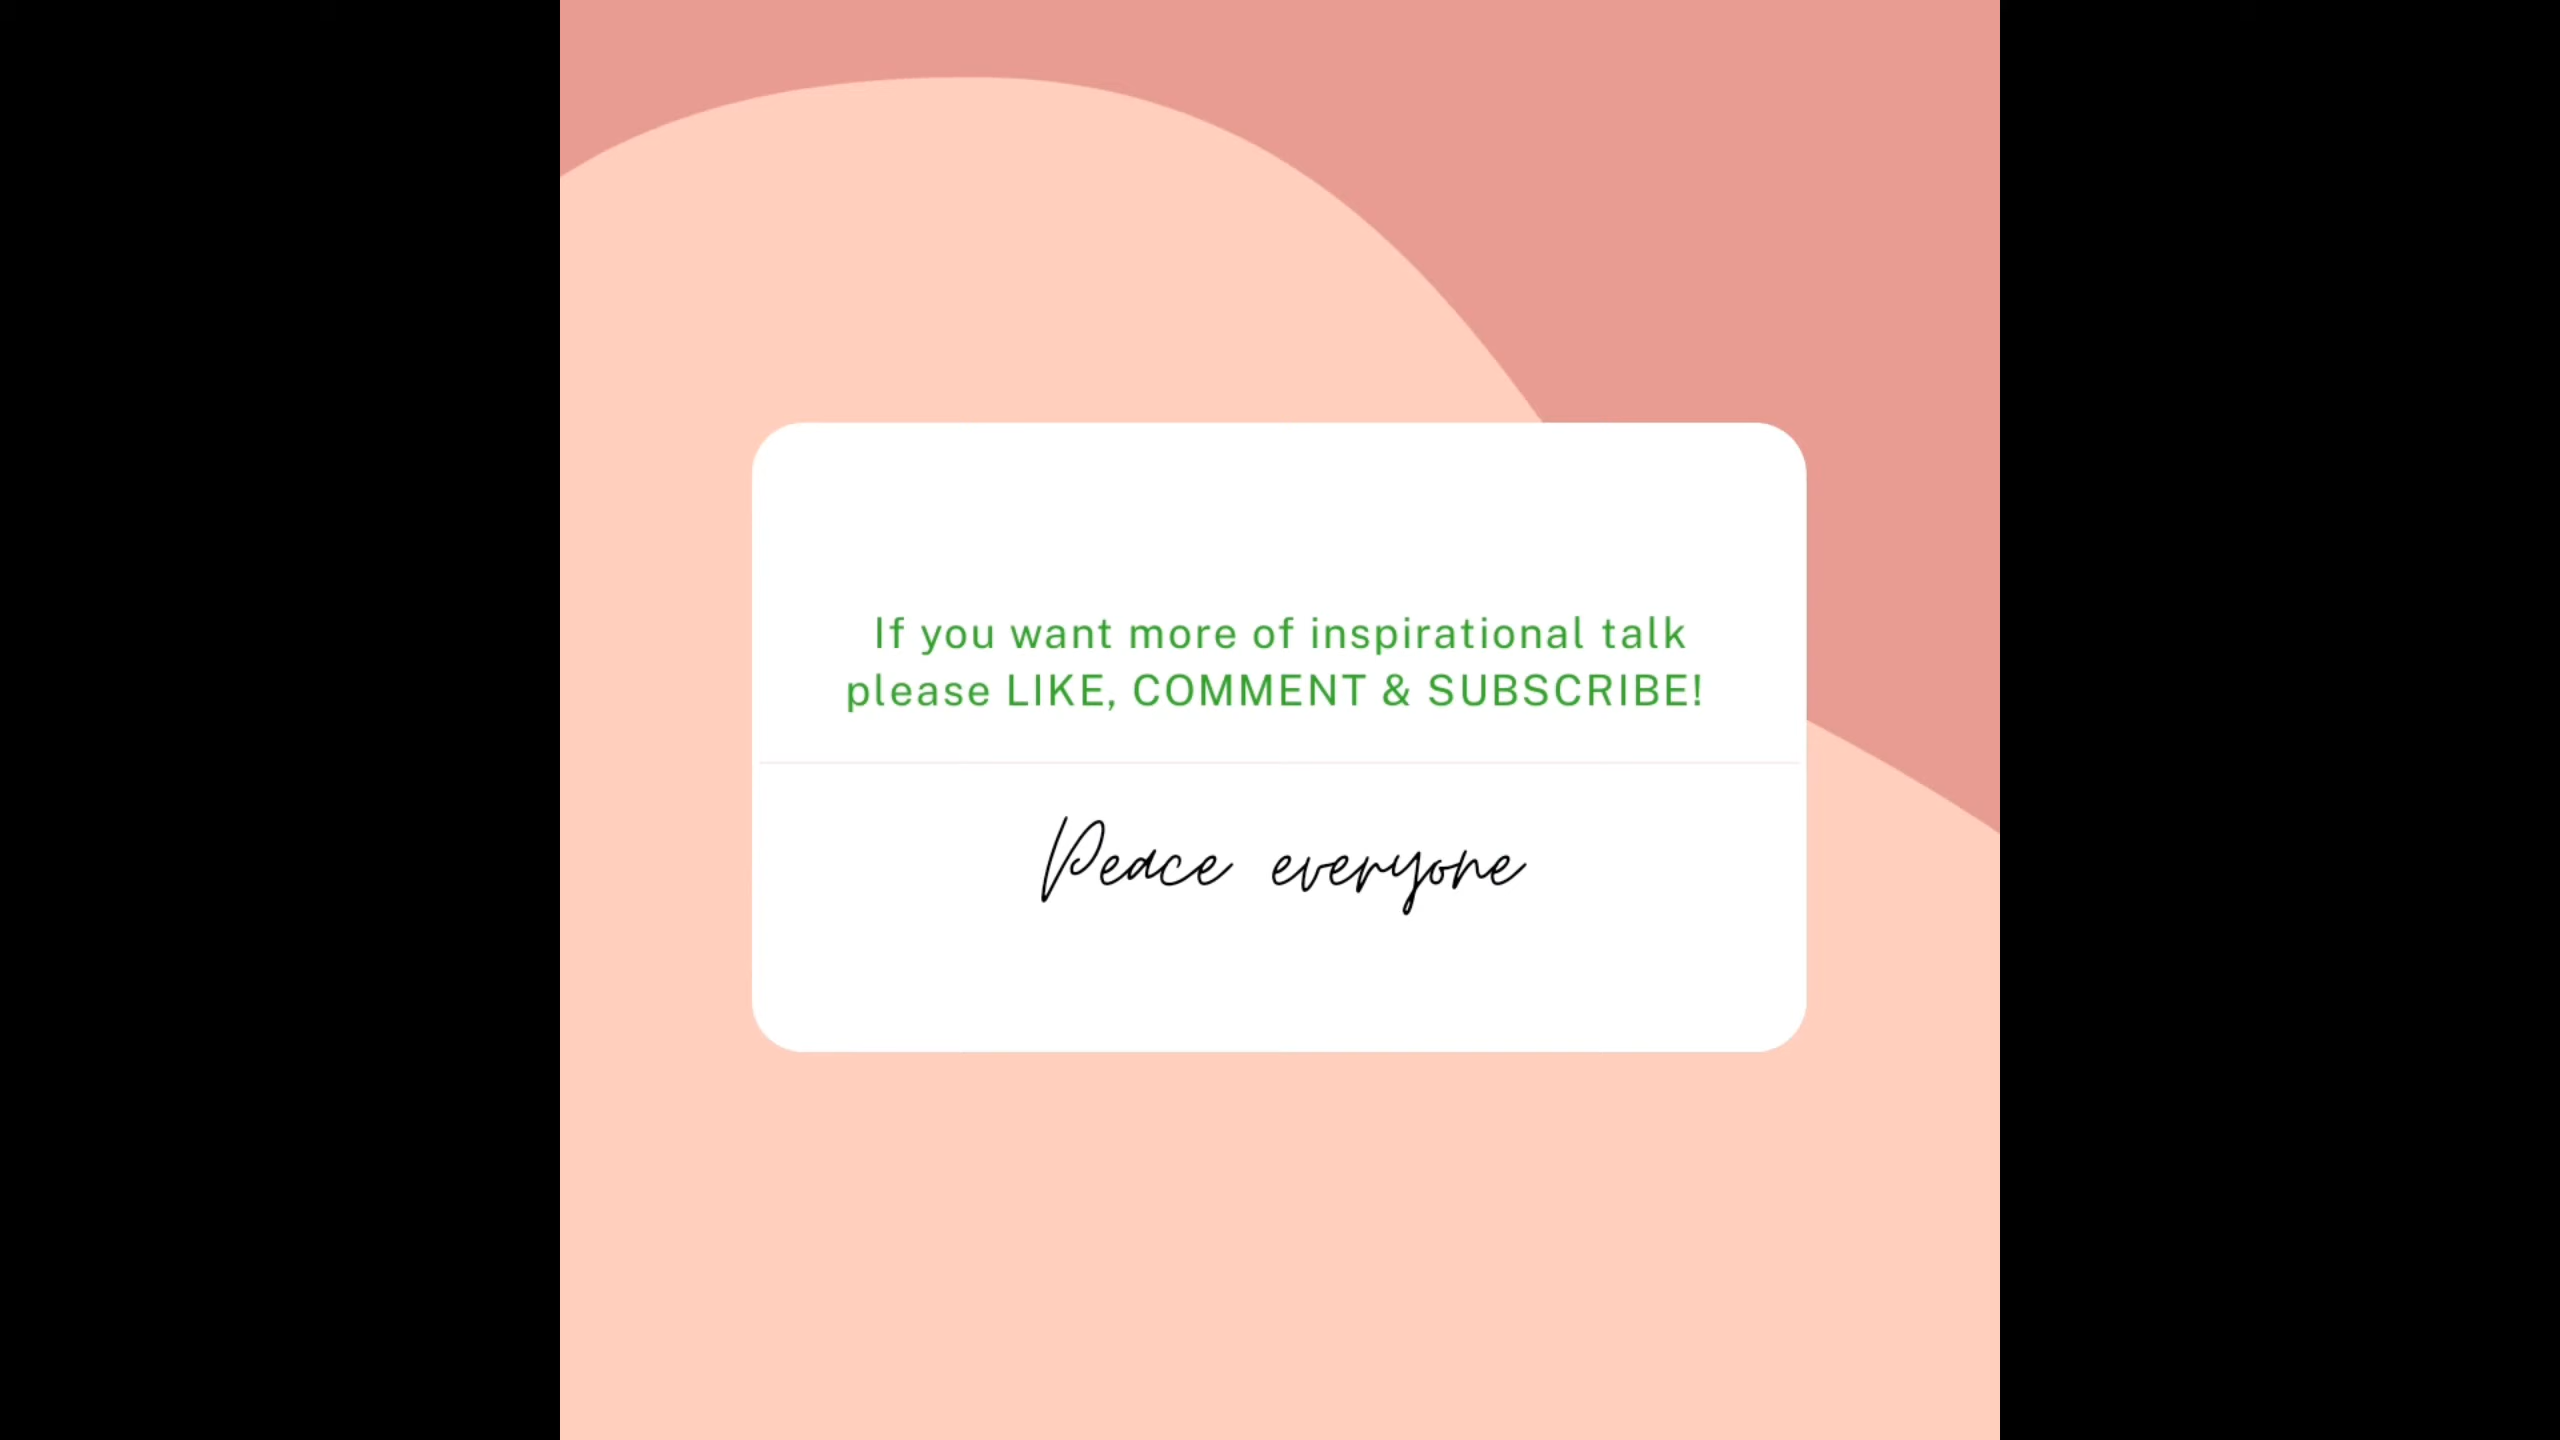 If you want more of inspirational talk
please LIKE, COMMENT & SUBSCRIBE!
Peace everyone